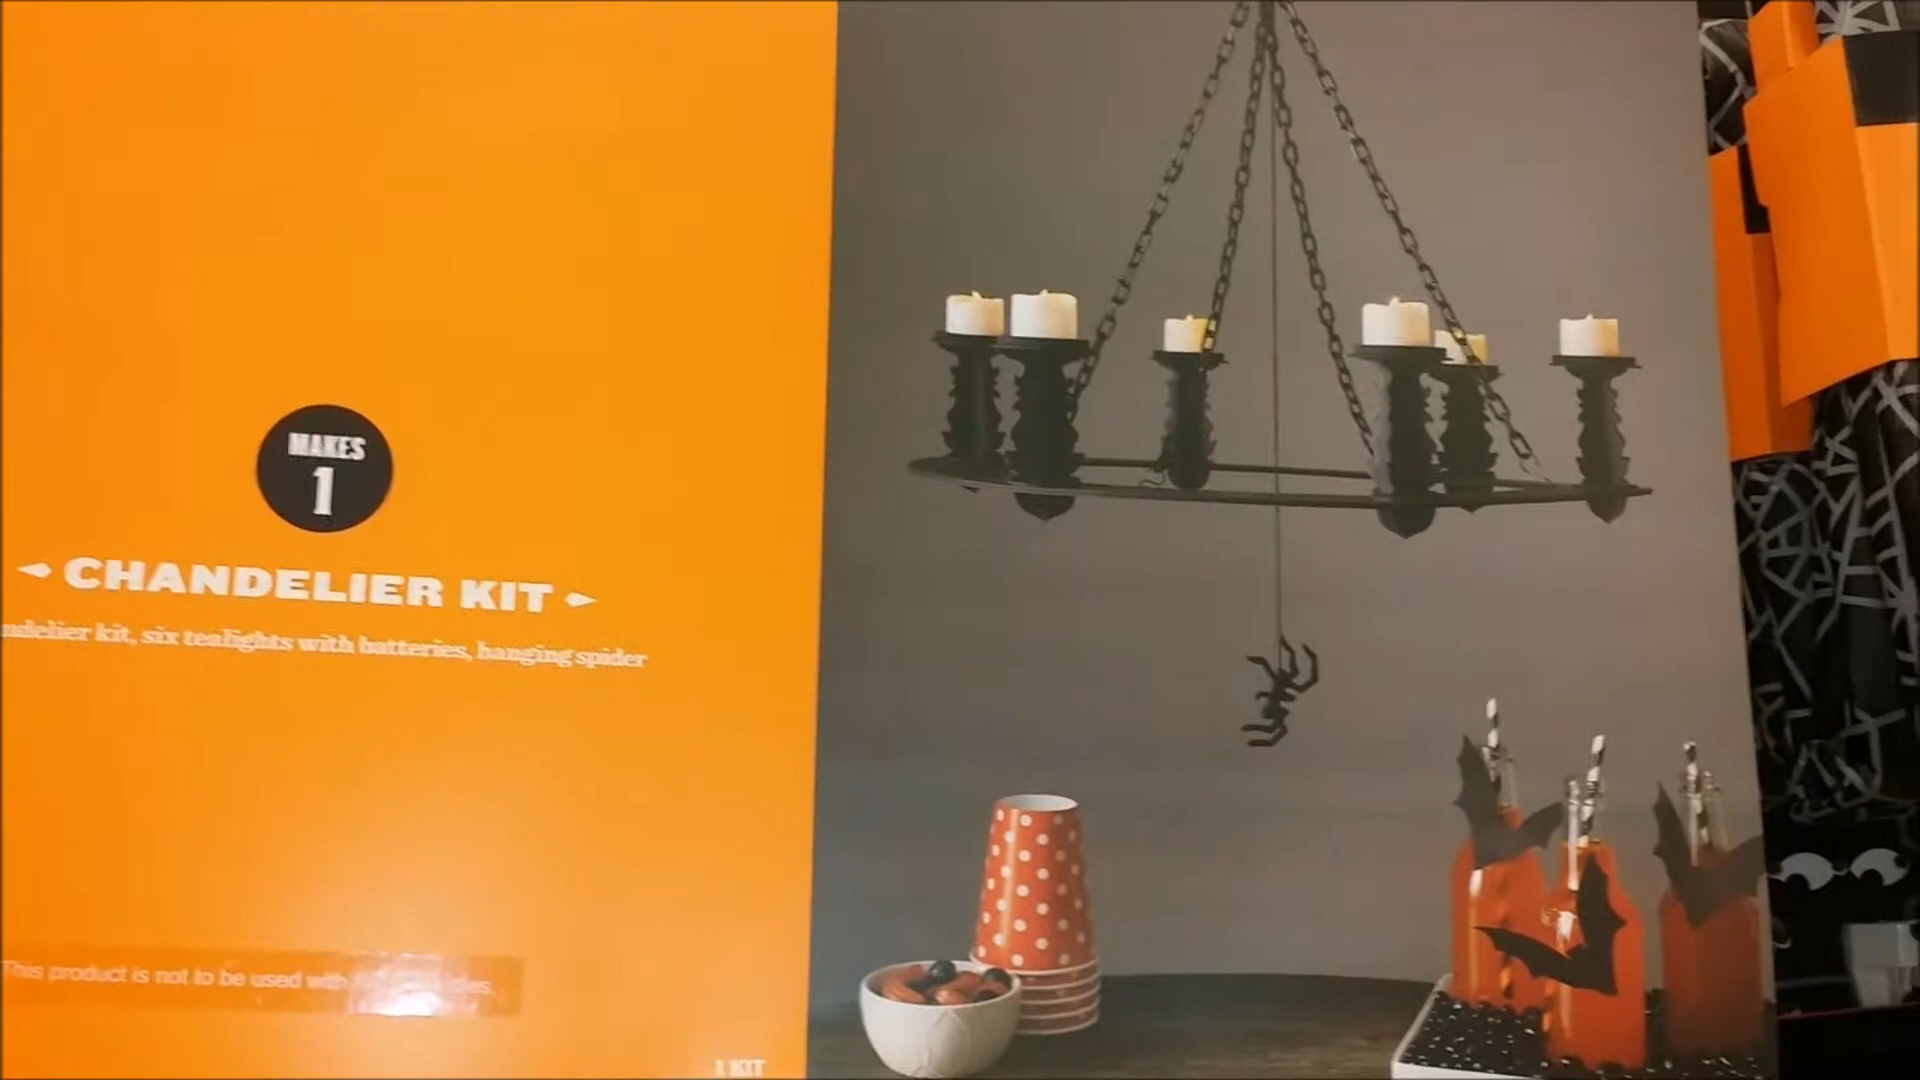 MAKES
1
CHANDELIER KIT
ndelier kit, six tealights with batteries, hanging spider
This product is not to be used with
1 KIT